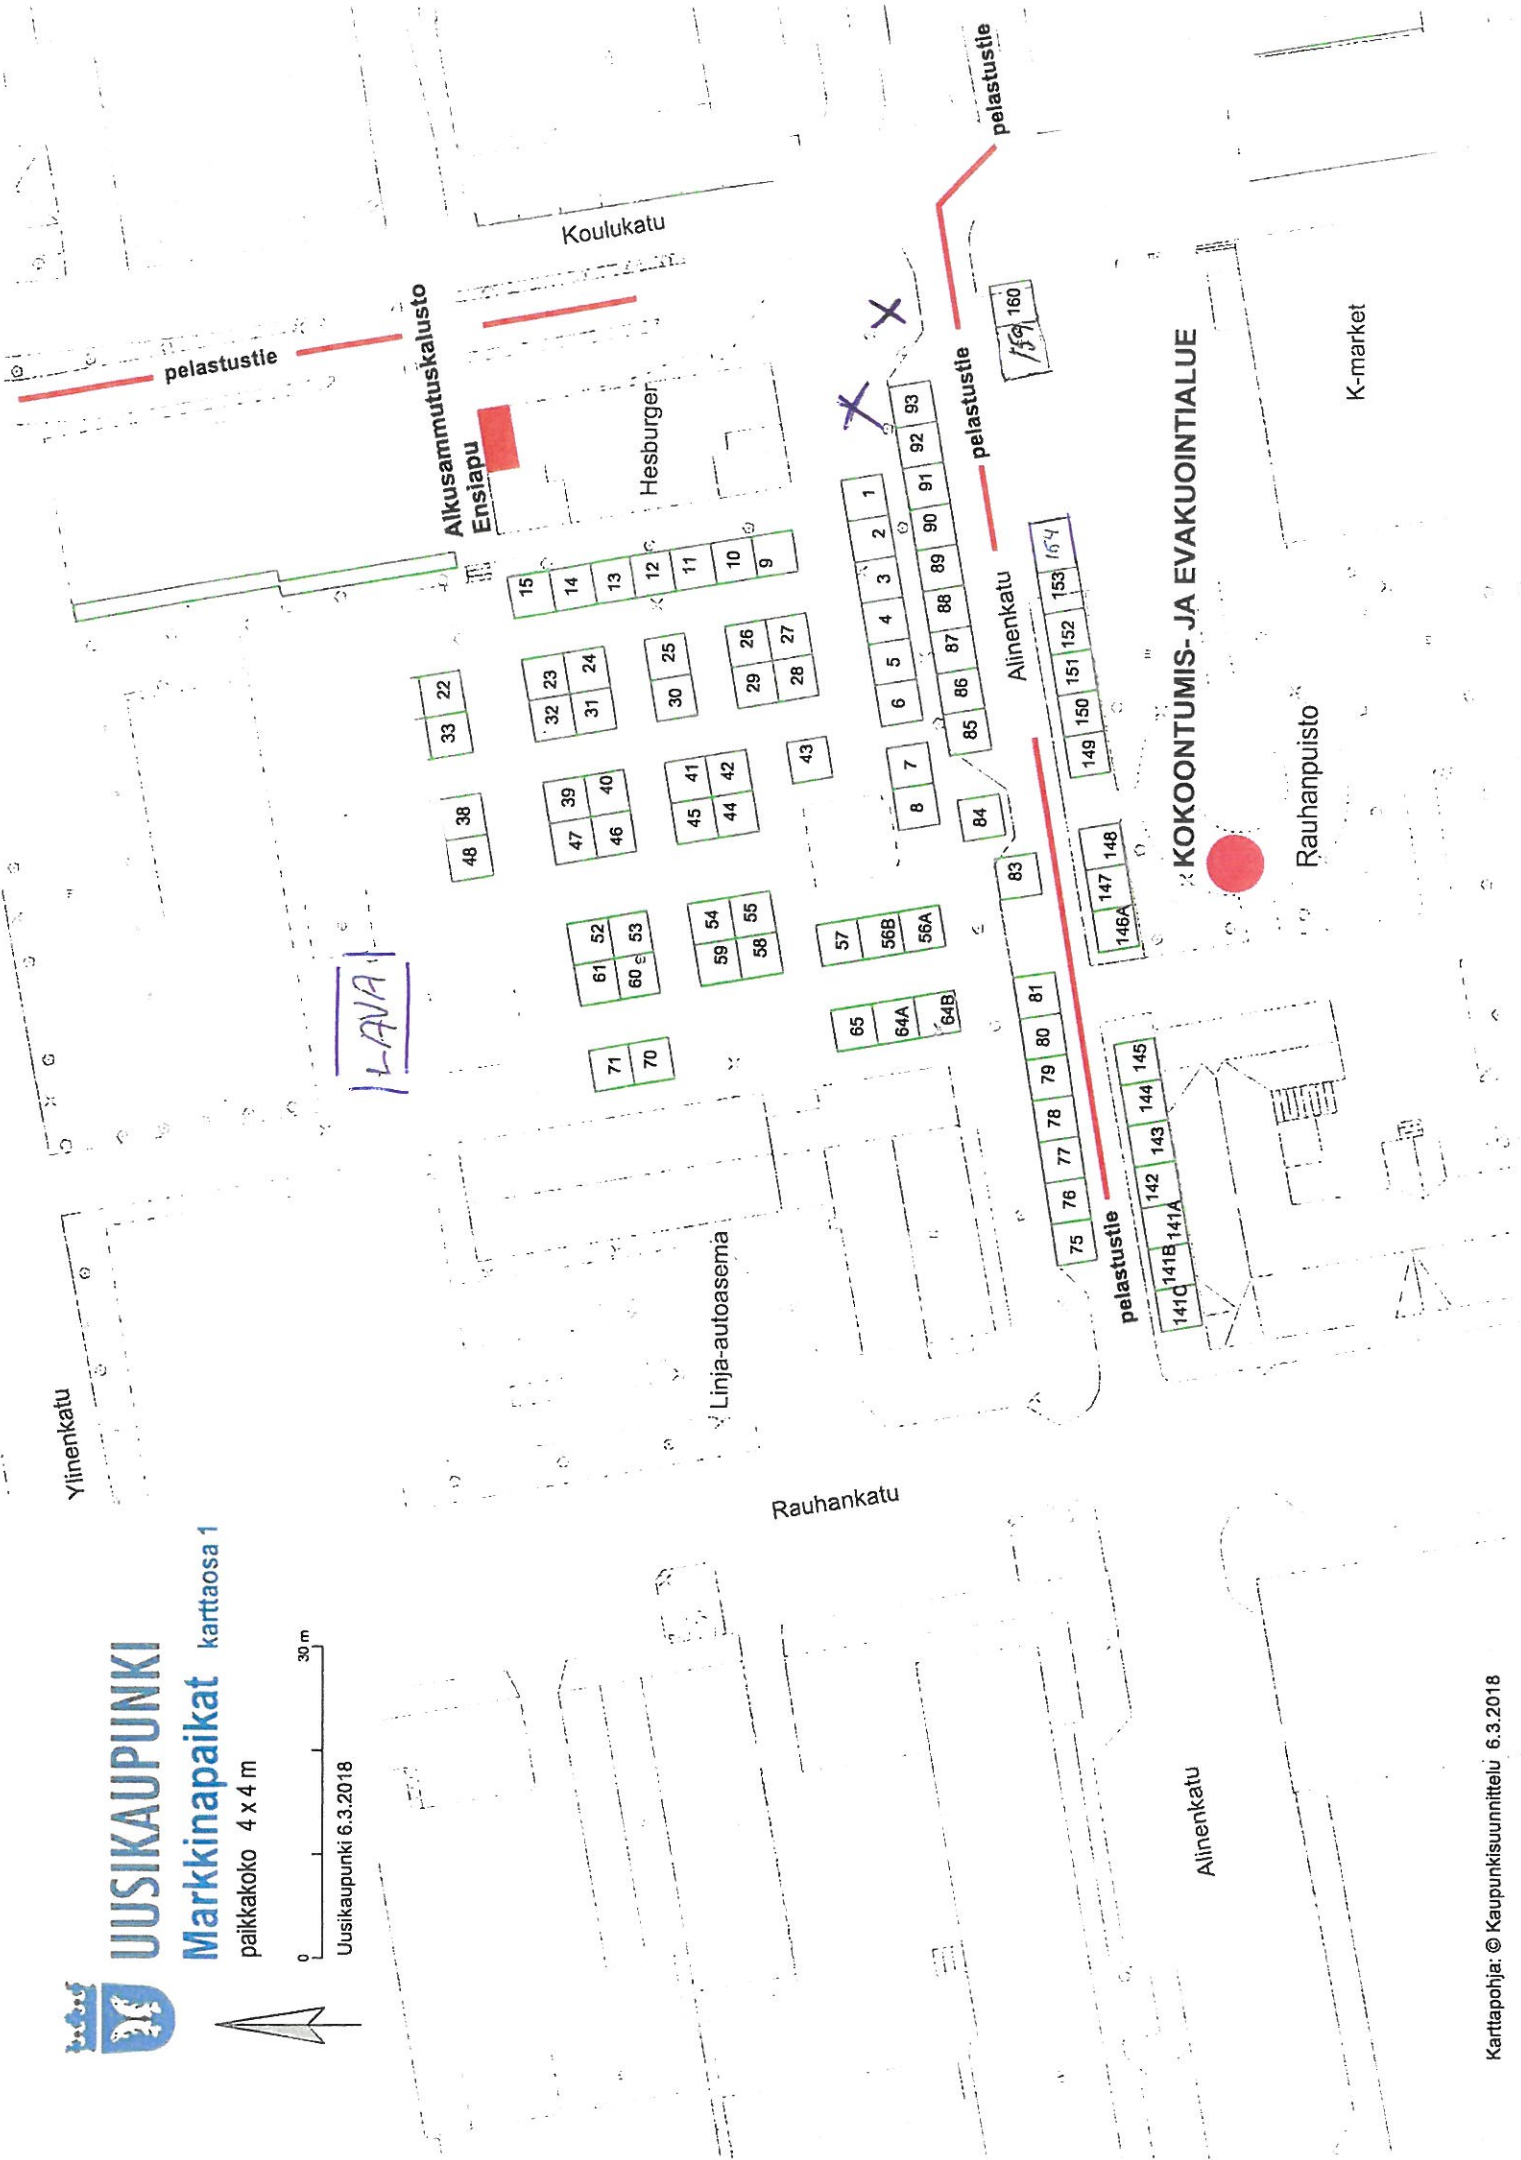 UUSIKAUPUNKI
Markkinapaikat karttaosa 1
paikkakoko 4 x 4 m
0 30 m
Uusikaupunki 6.3.2018
Ylinenkatu
LAVA
pelastustie
Alkusammutuskalusto
Ensiapu
Koulukatu
Hesburger
33 22
48 38
15
14
13
12
11
10
9
32 23
31 24
30 25
29 26
28 27
47 39
46 40
45 41
44 42
43
61 52
60 53
59 54
58 55
57
56B
56A
71
70
65
64A
64B
8 7 6 5 4 3 2 1
X X
Linja-autoasema
Rauhankatu
75 76 77 78 79 80 81
83
84
85 86 87 88 89 90 91 92 93
pelastustie
Alinenkatu
pelastustie
pelastustie
141C 141B 141A 142 143 144 145
146A 147 148
149 150 151 152 153 154
159 160
KOKOONTUMIS- JA EVAKUOINTIALUE
Rauhanpuisto
K-market
Alinenkatu
Karttapohja: © Kaupunkisuunnittelu 6.3.2018